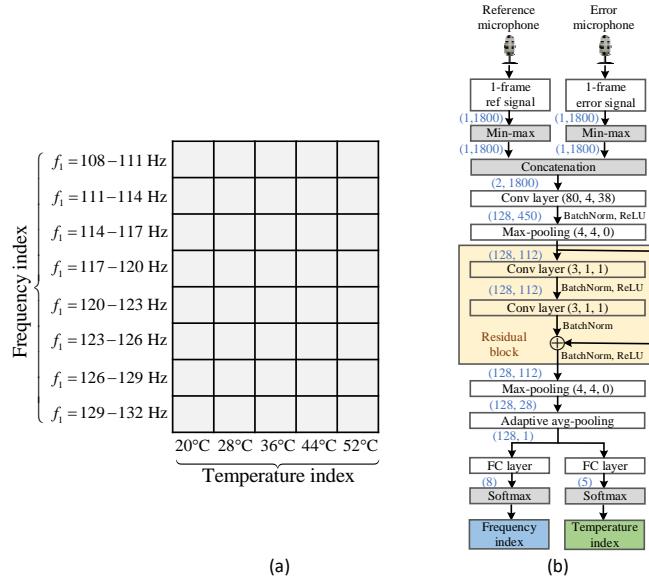 Frequency index
f₁ = 108−111 Hz
f₁ = 111−114 Hz
f₁ = 114−117 Hz
f₁ = 117−120 Hz
f₁ = 120−123 Hz
f₁ = 123−126 Hz
f₁ = 126−129 Hz
f₁ = 129−132 Hz
20°C 28°C 36°C 44°C 52°C
Temperature index
(a)
Reference microphone
Error microphone
1-frame ref signal
1-frame error signal
(1,1800)
(1,1800)
Min-max
Min-max
(1,1800)
(1,1800)
Concatenation
(2, 1800)
Conv layer (80, 4, 38)
(128, 450)
BatchNorm, ReLU
Max-pooling (4, 4, 0)
(128, 112)
Conv layer (3, 1, 1)
(128, 112)
BatchNorm, ReLU
Conv layer (3, 1, 1)
BatchNorm
Residual block
BatchNorm, ReLU
(128, 112)
Max-pooling (4, 4, 0)
(128, 28)
Adaptive avg-pooling
(128, 1)
FC layer
FC layer
(8)
(5)
Softmax
Softmax
Frequency index
Temperature index
(b)